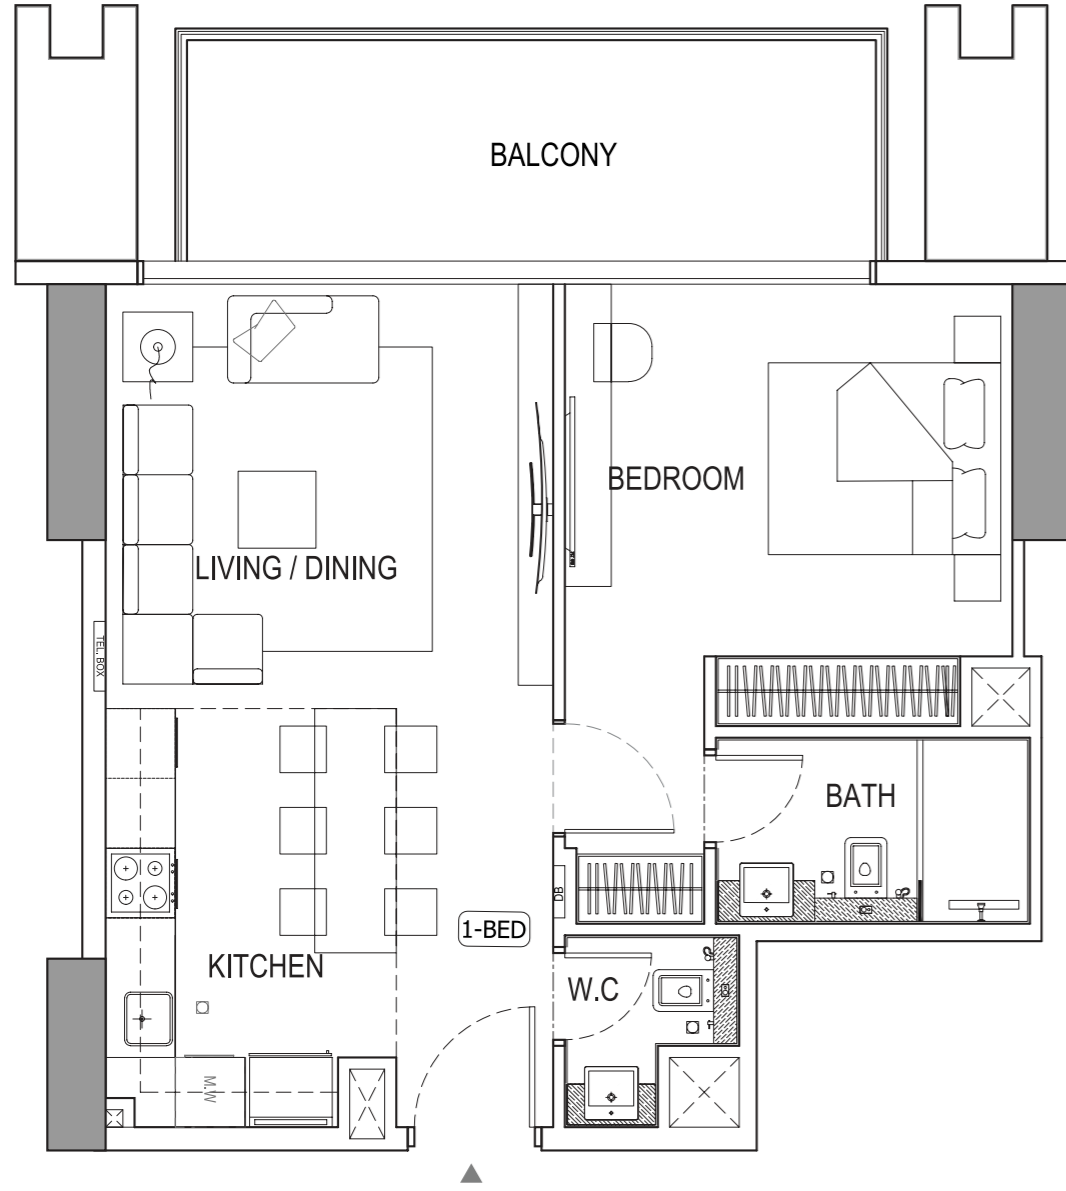 BALCONY
BEDROOM
LIVING / DINING
TEL. BOX
BATH
DB
1-BED
KITCHEN
W.C
M.W